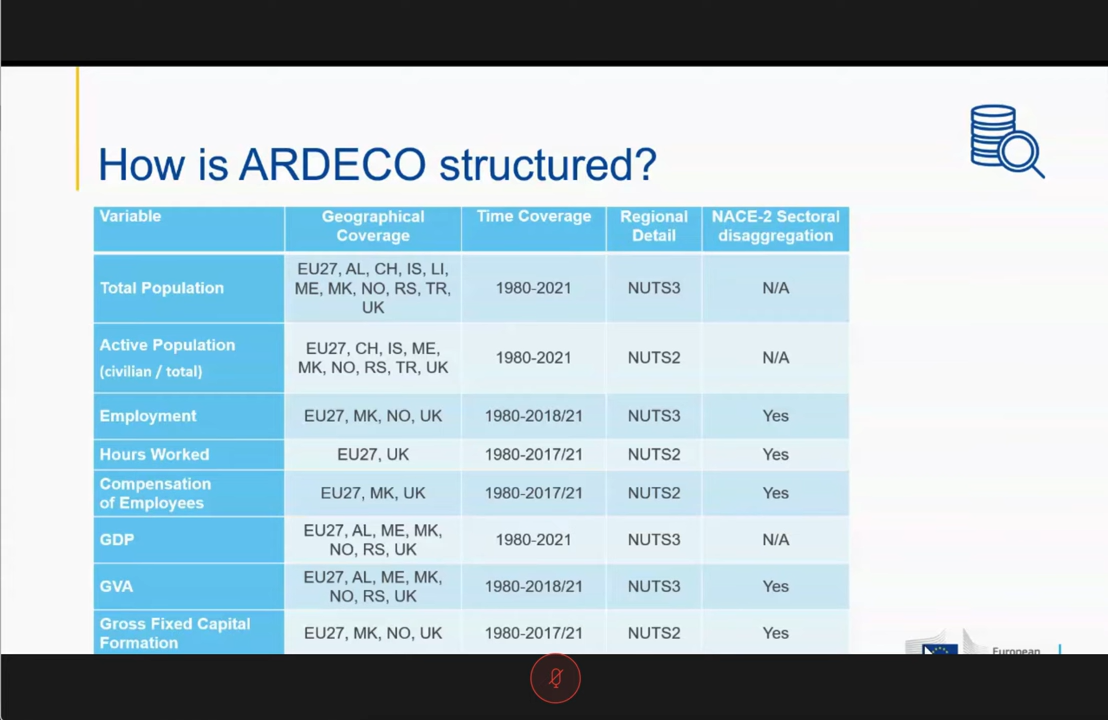 How is ARDECO structured?
Variable
Geographical
Coverage
Time Coverage
Regional
Detail
NACE-2 Sectoral
disaggregation
Total Population
EU27, AL, CH, IS, LI,
ME, MK, NO, RS, TR,
UK
1980-2021
NUTS3
N/A
Active Population
(civilian / total)
EU27, CH, IS, ME,
MK, NO, RS, TR, UK
1980-2021
NUTS2
N/A
Employment
EU27, MK, NO, UK
1980-2018/21
NUTS3
Yes
Hours Worked
EU27, UK
1980-2017/21
NUTS2
Yes
Compensation
of Employees
EU27, MK, UK
1980-2017/21
NUTS2
Yes
GDP
EU27, AL, ME, MK,
NO, RS, UK
1980-2021
NUTS3
N/A
GVA
EU27, AL, ME, MK,
NO, RS, UK
1980-2018/21
NUTS3
Yes
Gross Fixed Capital
Formation
EU27, MK, NO, UK
1980-2017/21
NUTS2
Yes
European